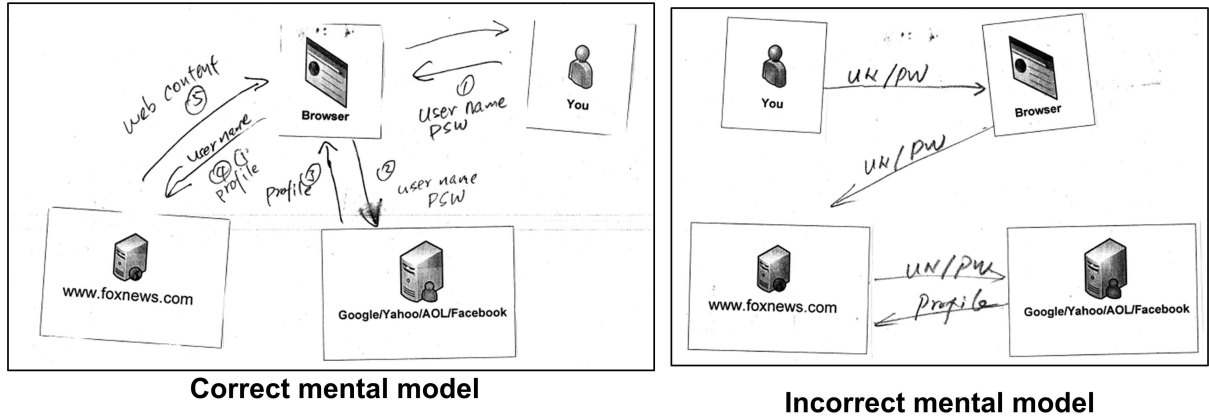 web content
⑤
username
④ &
profile
Browser
①
User name
PSW
You
profile ③
②
user name
PSW
www.foxnews.com
Google/Yahoo/AOL/Facebook
Correct mental model
You
UN/PW
Browser
UN/PW
www.foxnews.com
UN/PW
Profile
Google/Yahoo/AOL/Facebook
Incorrect mental model